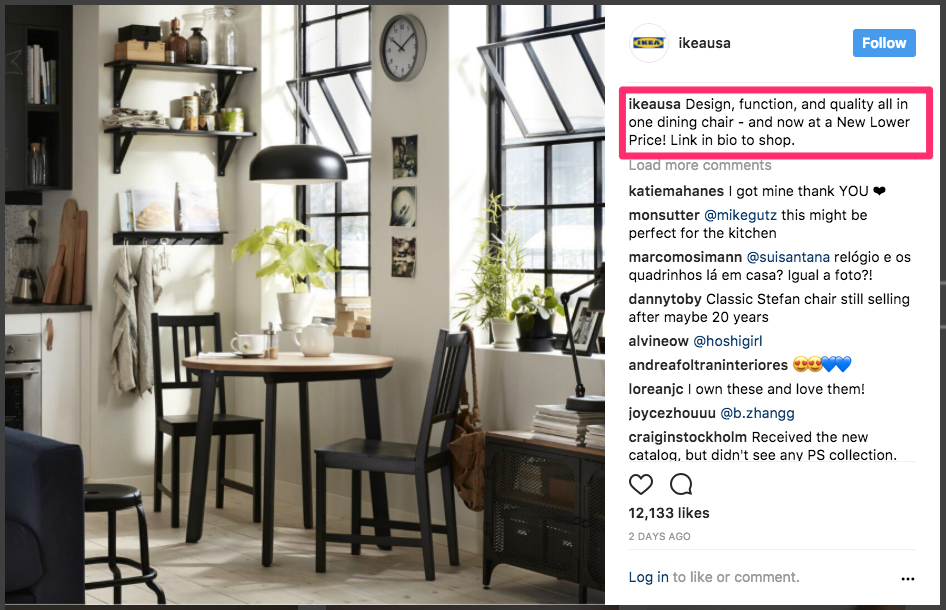 IKEA
ikeausa
Follow
ikeausa Design, function, and quality all in
one dining chair - and now at a New Lower
Price! Link in bio to shop.
Load more comments
katiemahanes I got mine thank YOU ❤
monsutter @mikegutz this might be
perfect for the kitchen
marcomosimann @suisantana relógio e os
quadrinhos lá em casa? Igual a foto?!
dannytoby Classic Stefan chair still selling
after maybe 20 years
alvineow @hoshigirl
andreafoltraninteriores 😍😍💙💙
loreanjc I own these and love them!
joycezhouuu @b.zhangg
craiginstockholm Received the new
catalog, but didn't see any PS collection.
12,133 likes
2 DAYS AGO
Log in to like or comment.